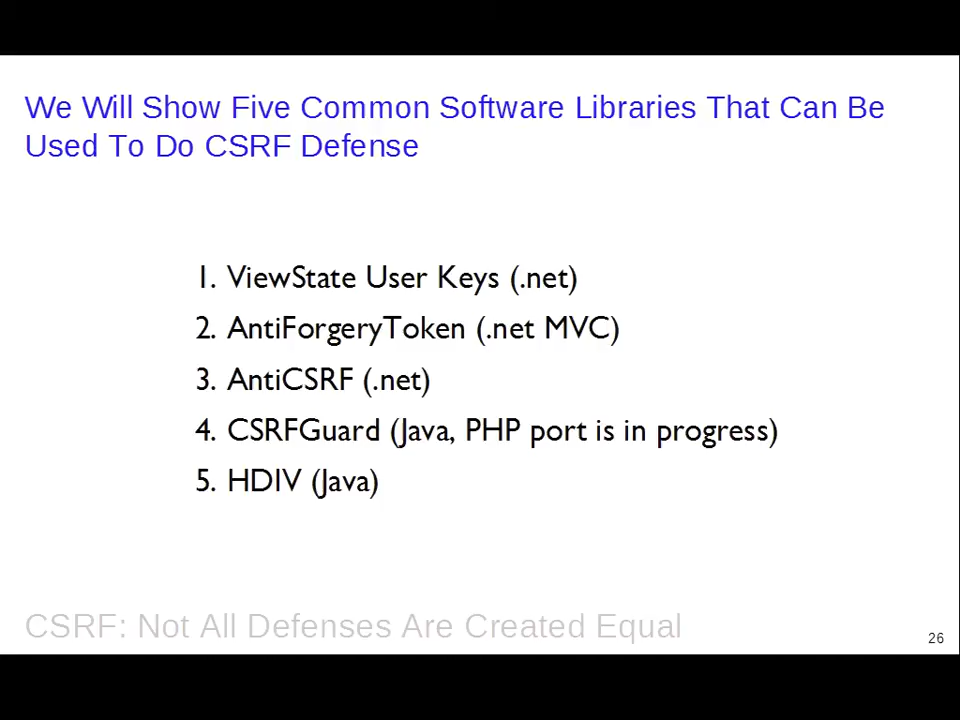 We Will Show Five Common Software Libraries That Can Be
Used To Do CSRF Defense
1. ViewState User Keys (.net)
2. AntiForgeryToken (.net MVC)
3. AntiCSRF (.net)
4. CSRFGuard (Java, PHP port is in progress)
5. HDIV (Java)
CSRF: Not All Defenses Are Created Equal
26